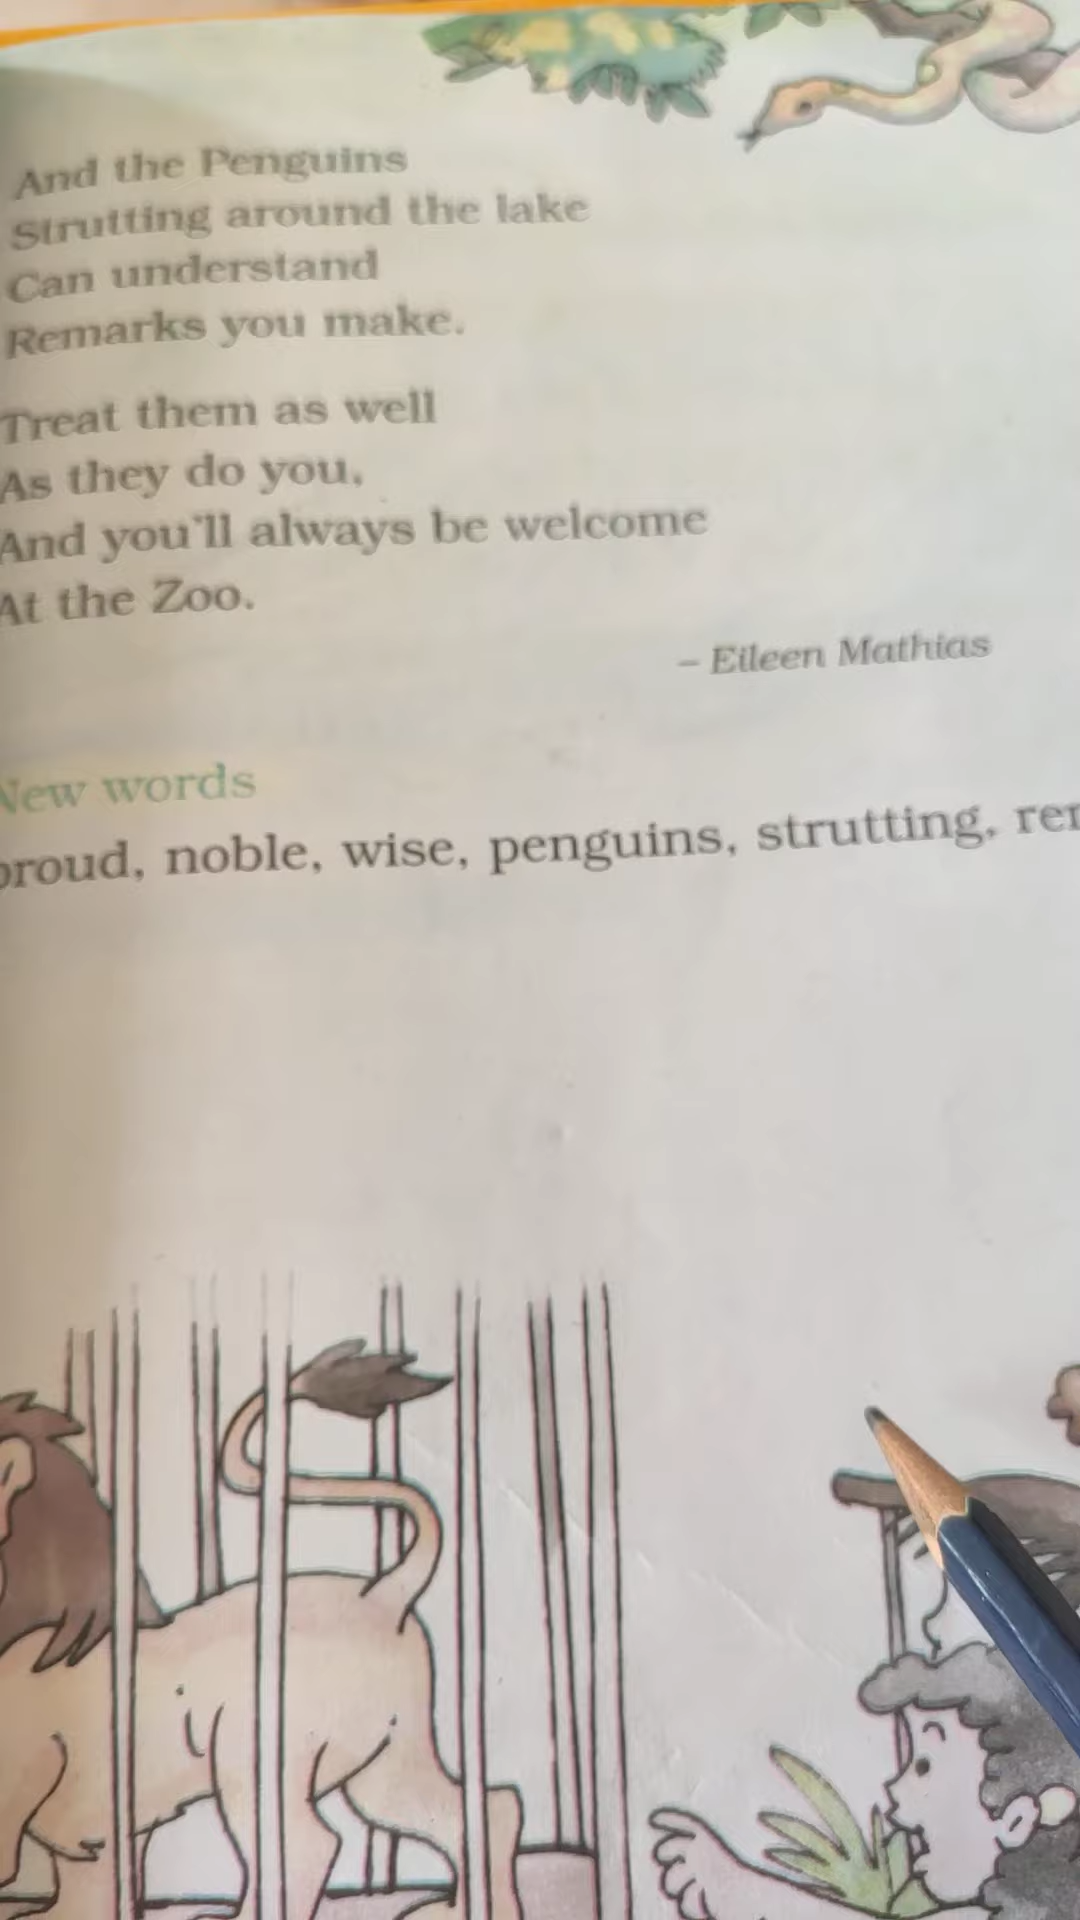 And the Penguins
Strutting around the lake
Can understand
Remarks you make.
Treat them as well
As they do you,
And you'll always be welcome
At the Zoo.
– Eileen Mathias
New words
proud, noble, wise, penguins, strutting,